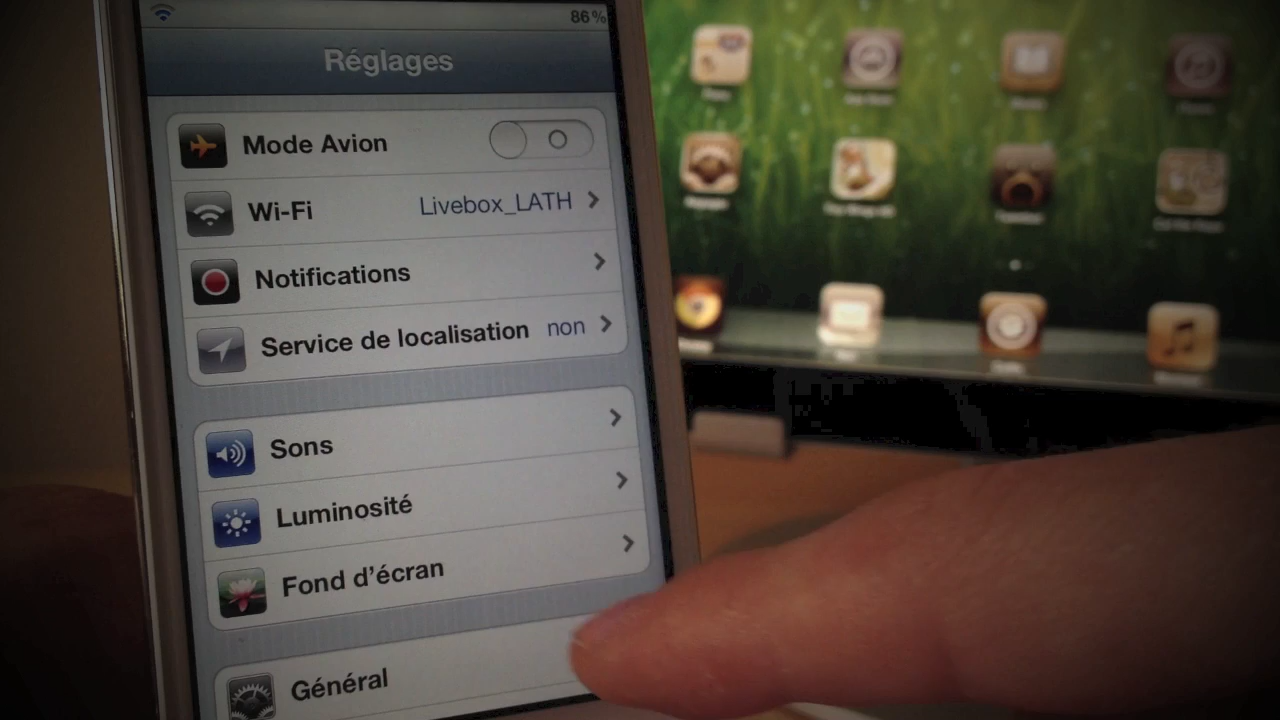 86%
Réglages
Mode Avion
Wi-Fi Livebox_LATH
Notifications
Service de localisation non
Sons
Luminosité
Fond d'écran
Général